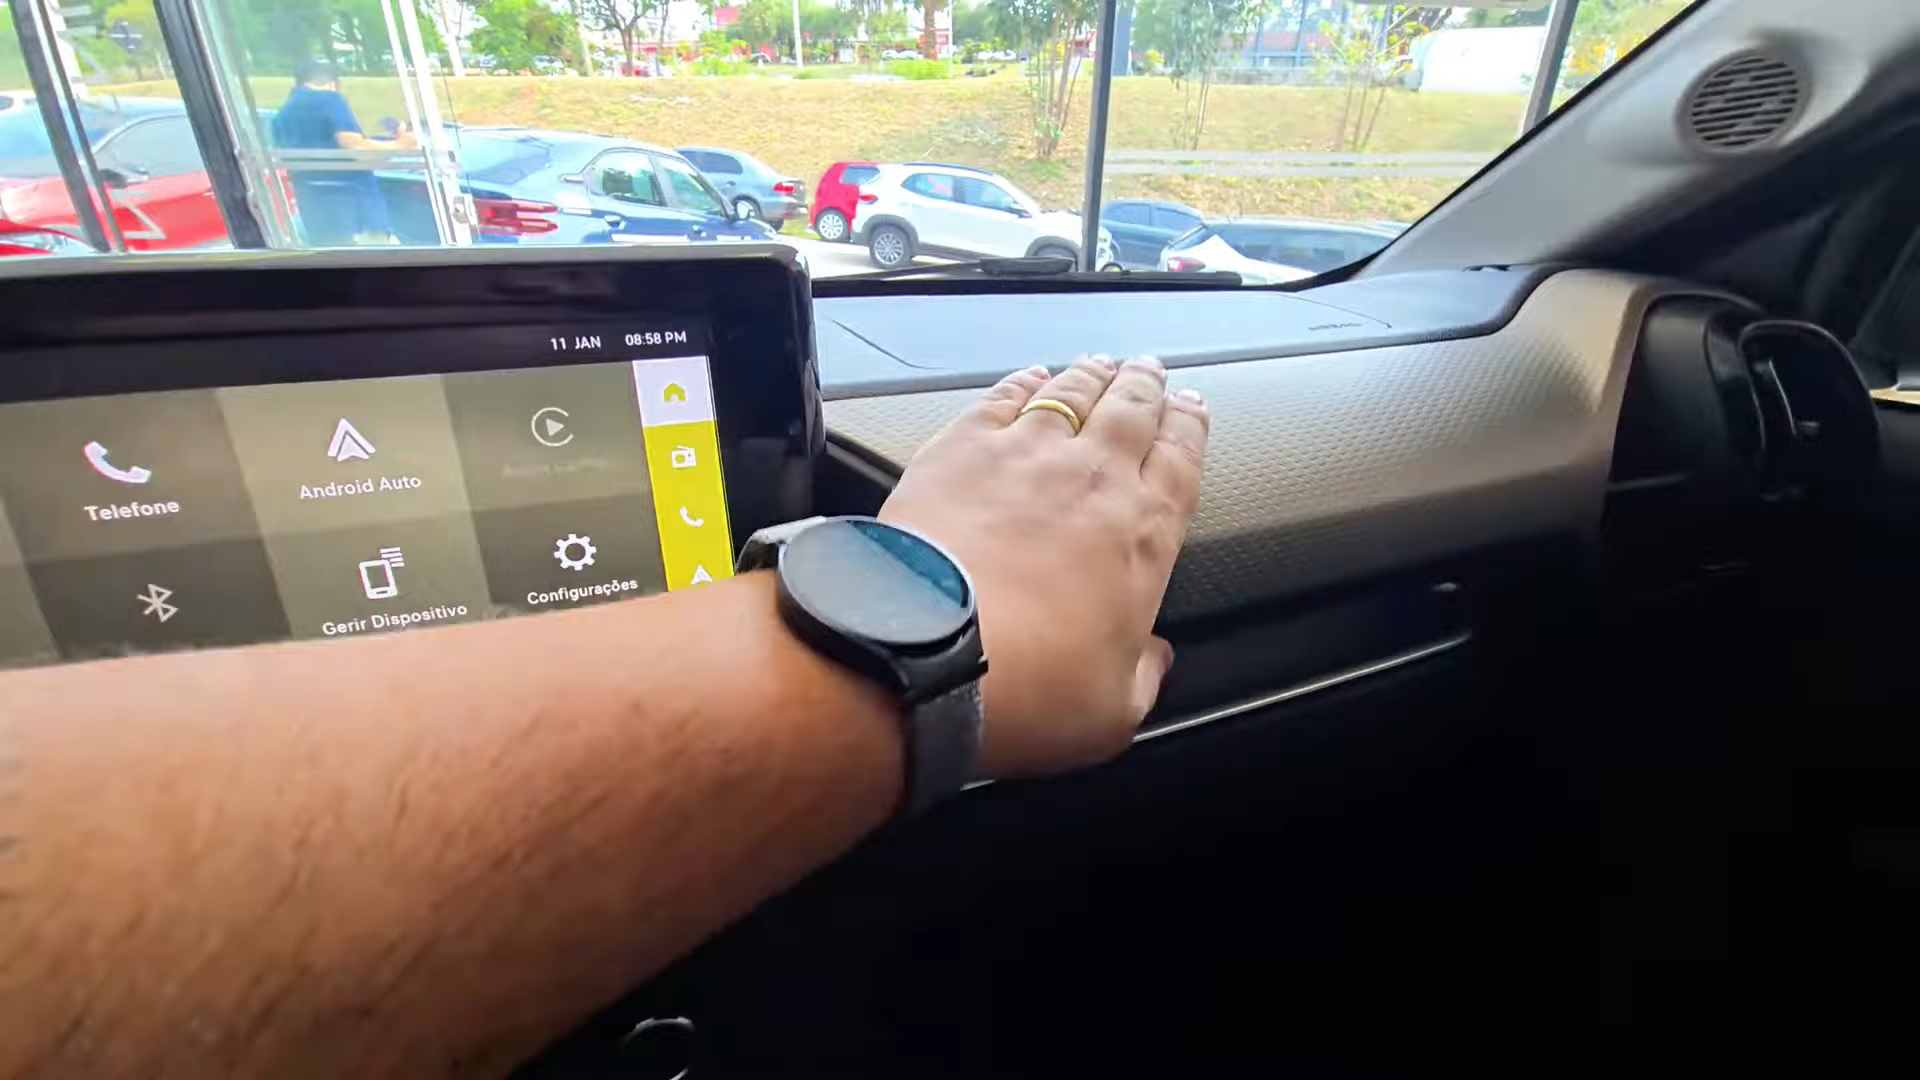 11 JAN 08:58 PM
Telefone
Android Auto
Gerir Dispositivo
Configurações